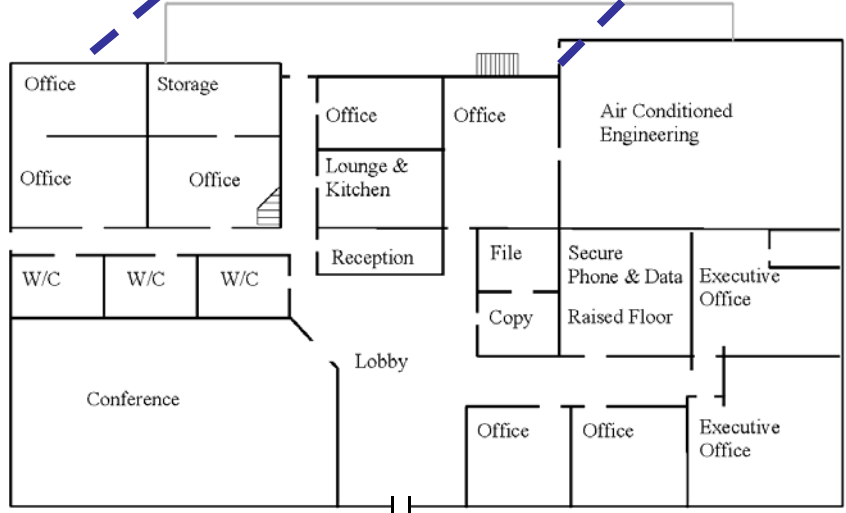 Office
Storage
Office
Office
Air Conditioned
Engineering
Lounge &
Kitchen
Office
Office
Reception
File
Secure
Phone & Data
Raised Floor
Executive
Office
W/C
W/C
W/C
Copy
Lobby
Conference
Office
Office
Executive
Office